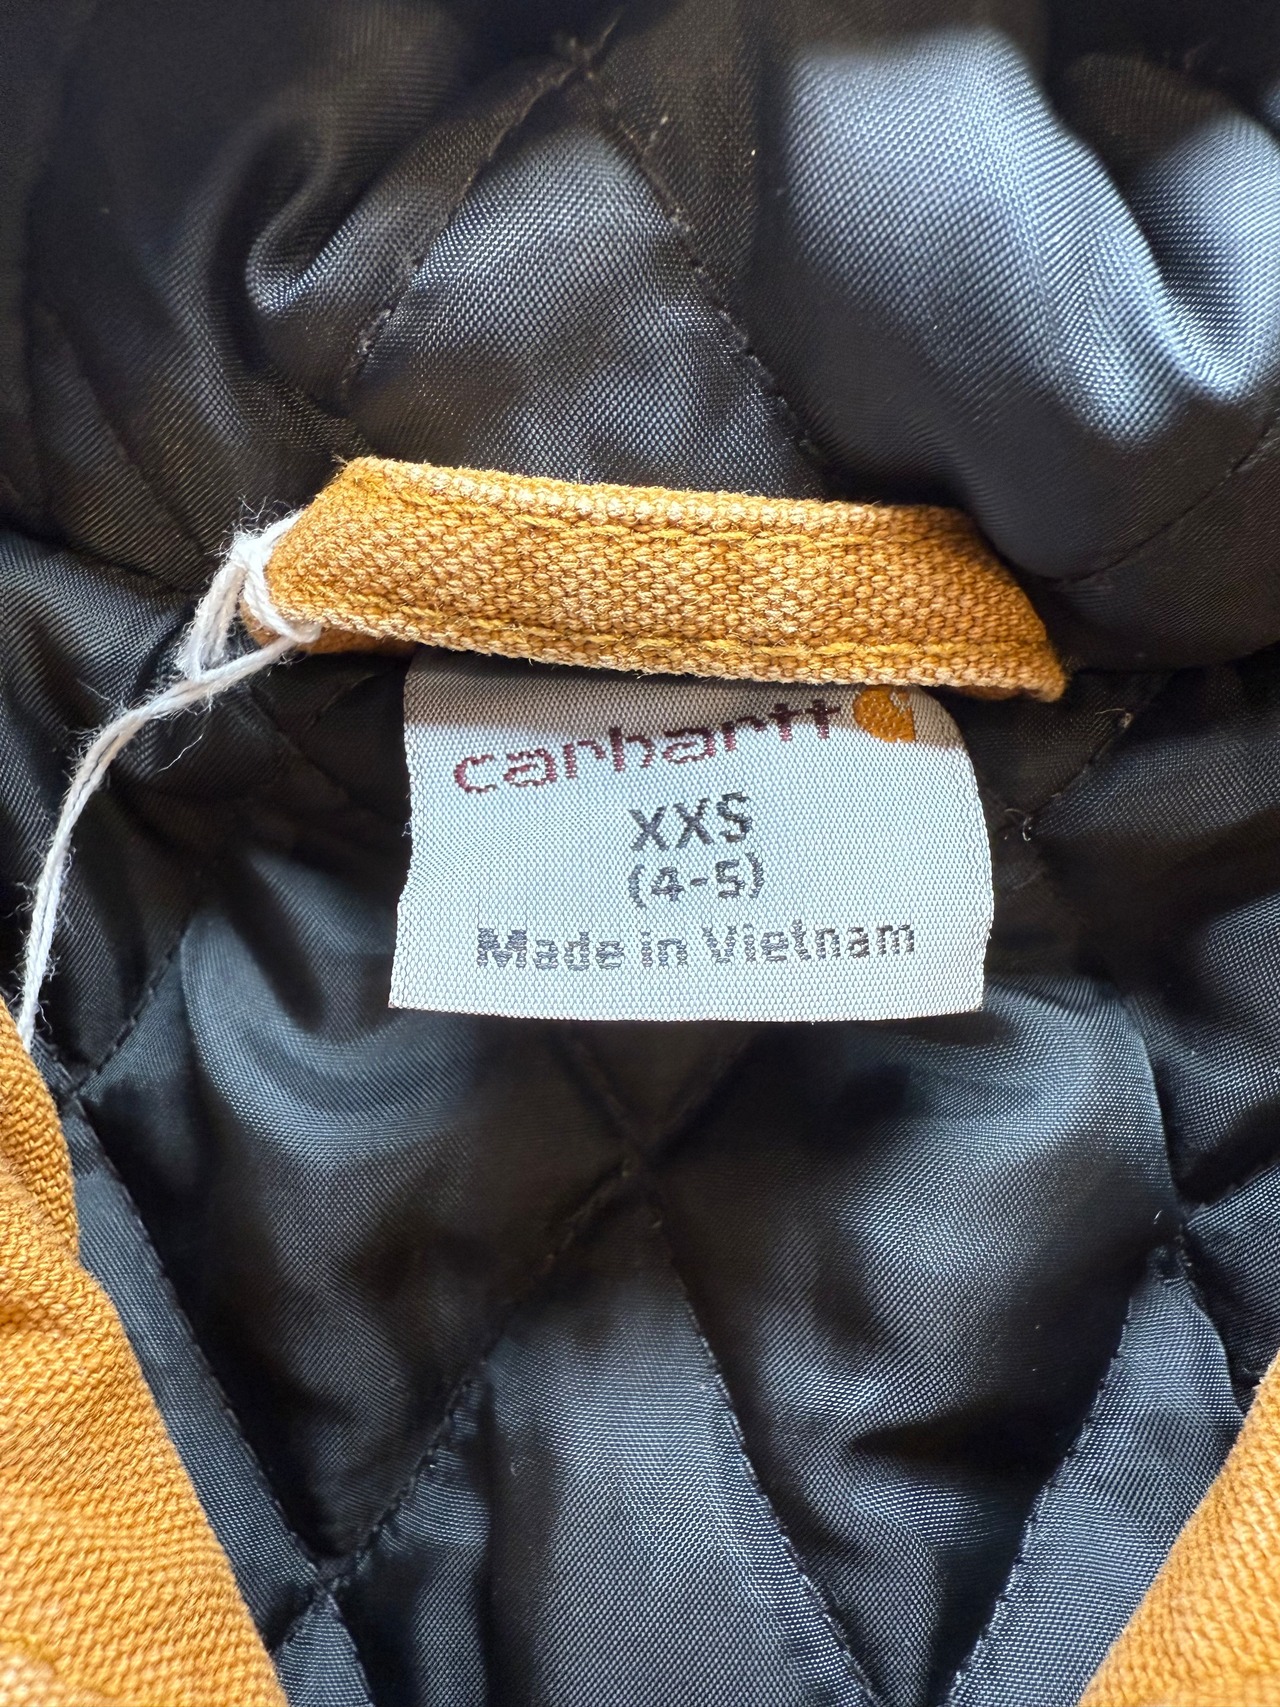 carhartt
XXS
(4-5)
Made in Vietnam